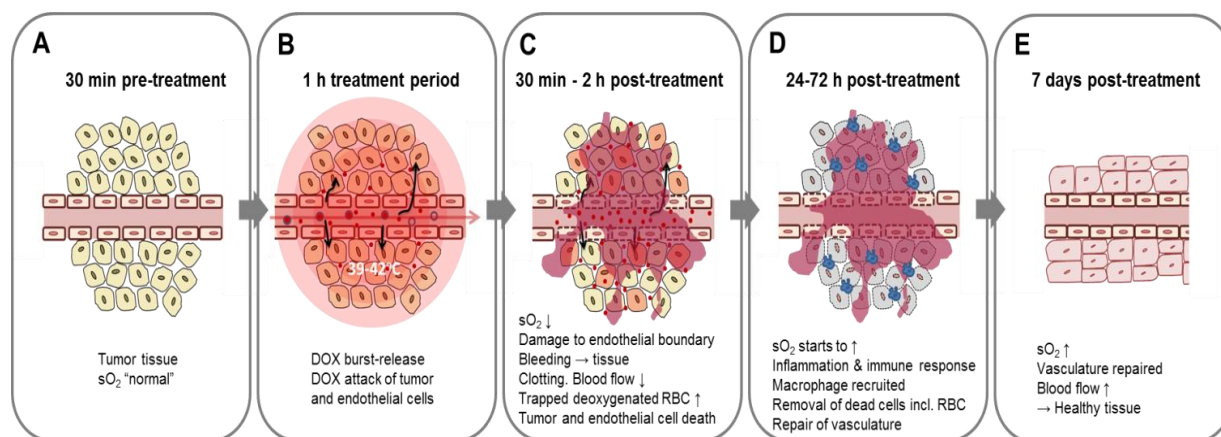 A
30 min pre-treatment
Tumor tissue
sO₂ “normal”
B
1 h treatment period
39-42℃
DOX burst-release
DOX attack of tumor
and endothelial cells
C
30 min - 2 h post-treatment
sO₂ ↓
Damage to endothelial boundary
Bleeding → tissue
Clotting. Blood flow ↓
Trapped deoxygenated RBC ↑
Tumor and endothelial cell death
D
24-72 h post-treatment
sO₂ starts to ↑
Inflammation & immune response
Macrophage recruited
Removal of dead cells incl. RBC
Repair of vasculature
E
7 days post-treatment
sO₂ ↑
Vasculature repaired
Blood flow ↑
→ Healthy tissue